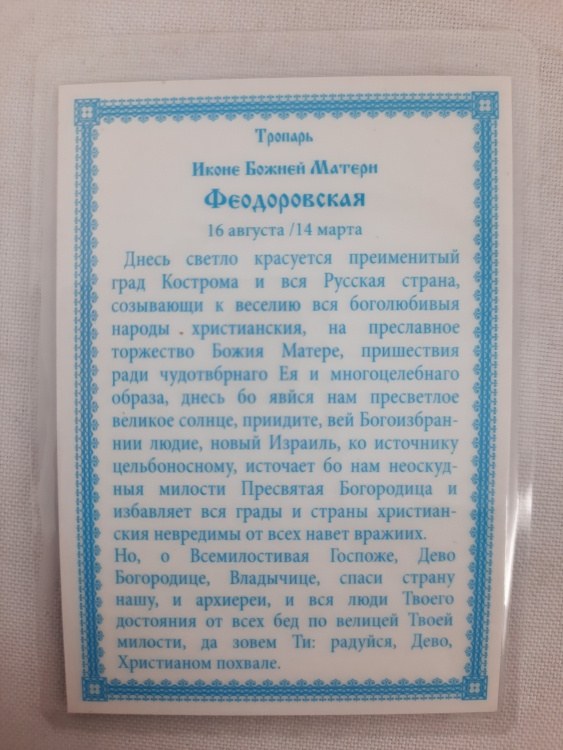 Тропарь
Иконе Божией Матери
Феодоровская
16 августа /14 марта
Днесь светло красуется преименитый
град Кострома и вся Русская страна,
созывающи к веселию вся боголюбивыя
народы христианския, на преславное
торжество Божия Матере, пришествия
ради чудотвбрнаго Ея и многоцелебнаго
образа, днесь бо явйся нам пресветлое
великое солнце, приидите, вей Богоизбран-
нии людие, новый Израиль, ко источнику
цельбоносному, источает бо нам неоскуд-
ныя милости Пресвятая Богородица и
избавляет вся грады и страны христиан-
ския невредимы от всех навет вражиих.
Но, о Всемилостивая Госпоже, Дево
Богородице, Владычице, спаси страну
нашу, и архиереи, и вся люди Твоего
достояния от всех бед по велицей Твоей
милости, да зовем Ти: радуйся, Дево,
Христианом похвале.